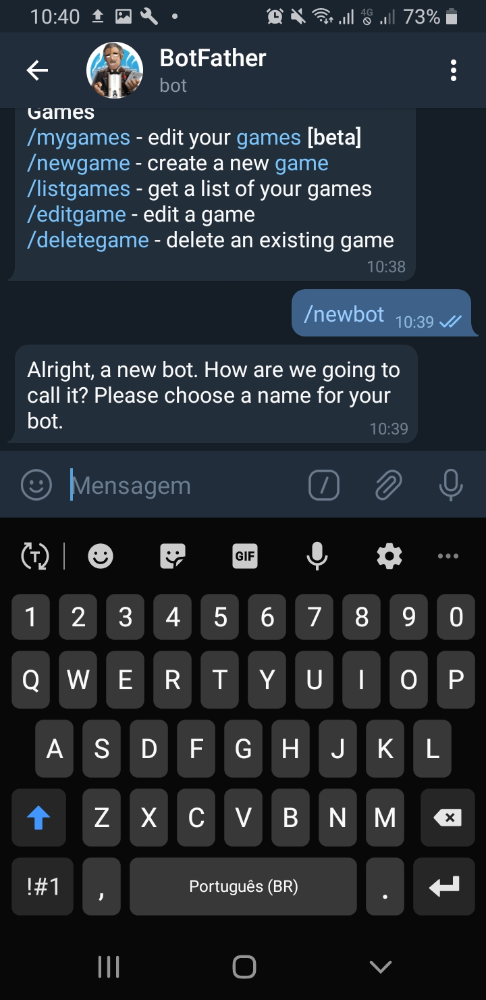 10:40 4G 73%
BotFather
bot
Games
/mygames - edit your games [beta]
/newgame - create a new game
/listgames - get a list of your games
/editgame - edit a game
/deletegame - delete an existing game
10:38
/newbot 10:39
Alright, a new bot. How are we going to
call it? Please choose a name for your
bot.
10:39
/
Mensagem
T GIF
1 2 3 4 5 6 7 8 9 0
Q W E R T Y U I O P
A S D F G H J K L
Z X C V B N M
!#1 , Português (BR) .